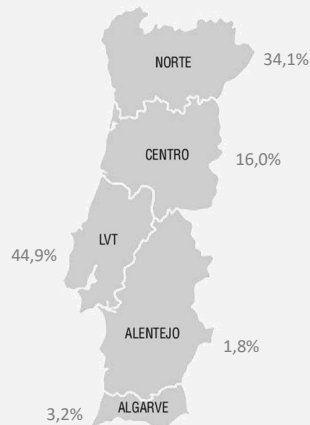 NORTE
34,1%
CENTRO
16,0%
LVT
44,9%
ALENTEJO
1,8%
ALGARVE
3,2%